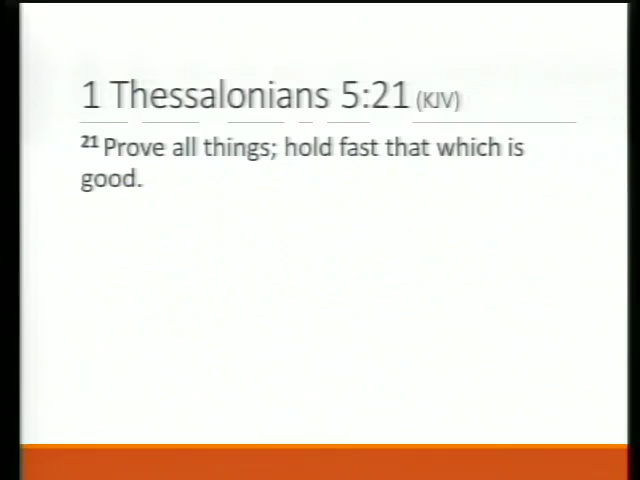 1 Thessalonians 5:21 (KJV)
21 Prove all things; hold fast that which is
good.